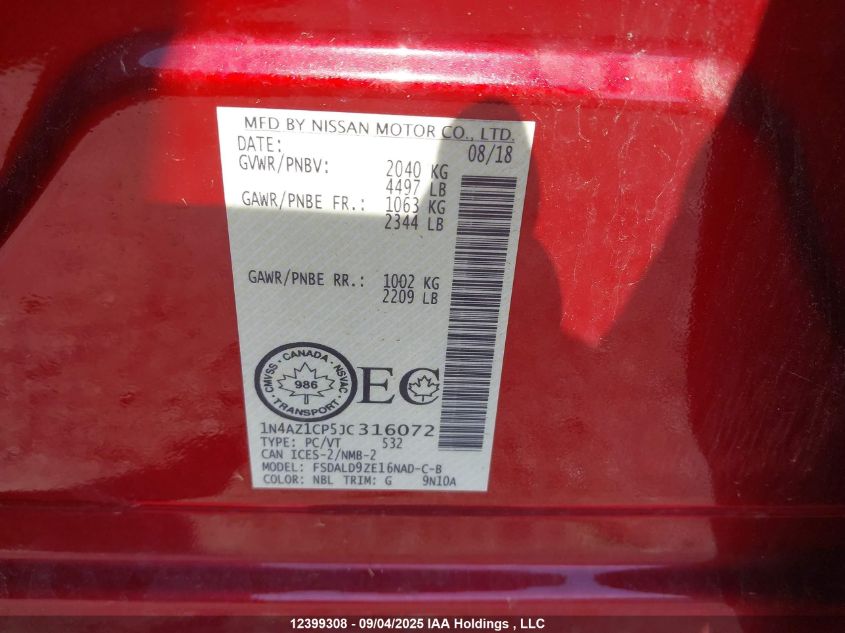 MFD BY NISSAN MOTOR CO., LTD.
DATE: 08/18
GVWR/PNBV: 2040 KG
4497 LB
GAWR/PNBE FR.: 1063 KG
2344 LB
GAWR/PNBE RR.: 1002 KG
2209 LB
CANADA
CMVSS NSVAC
986
TRANSPORT
EC
1N4AZ1CP5JC316072
TYPE: PC/VT 532
CAN ICES-2/NMB-2
MODEL: FSDALD9ZE16NAD-C-B
COLOR: NBL TRIM: G 9N10A
12399308 - 09/04/2025 IAA Holdings , LLC